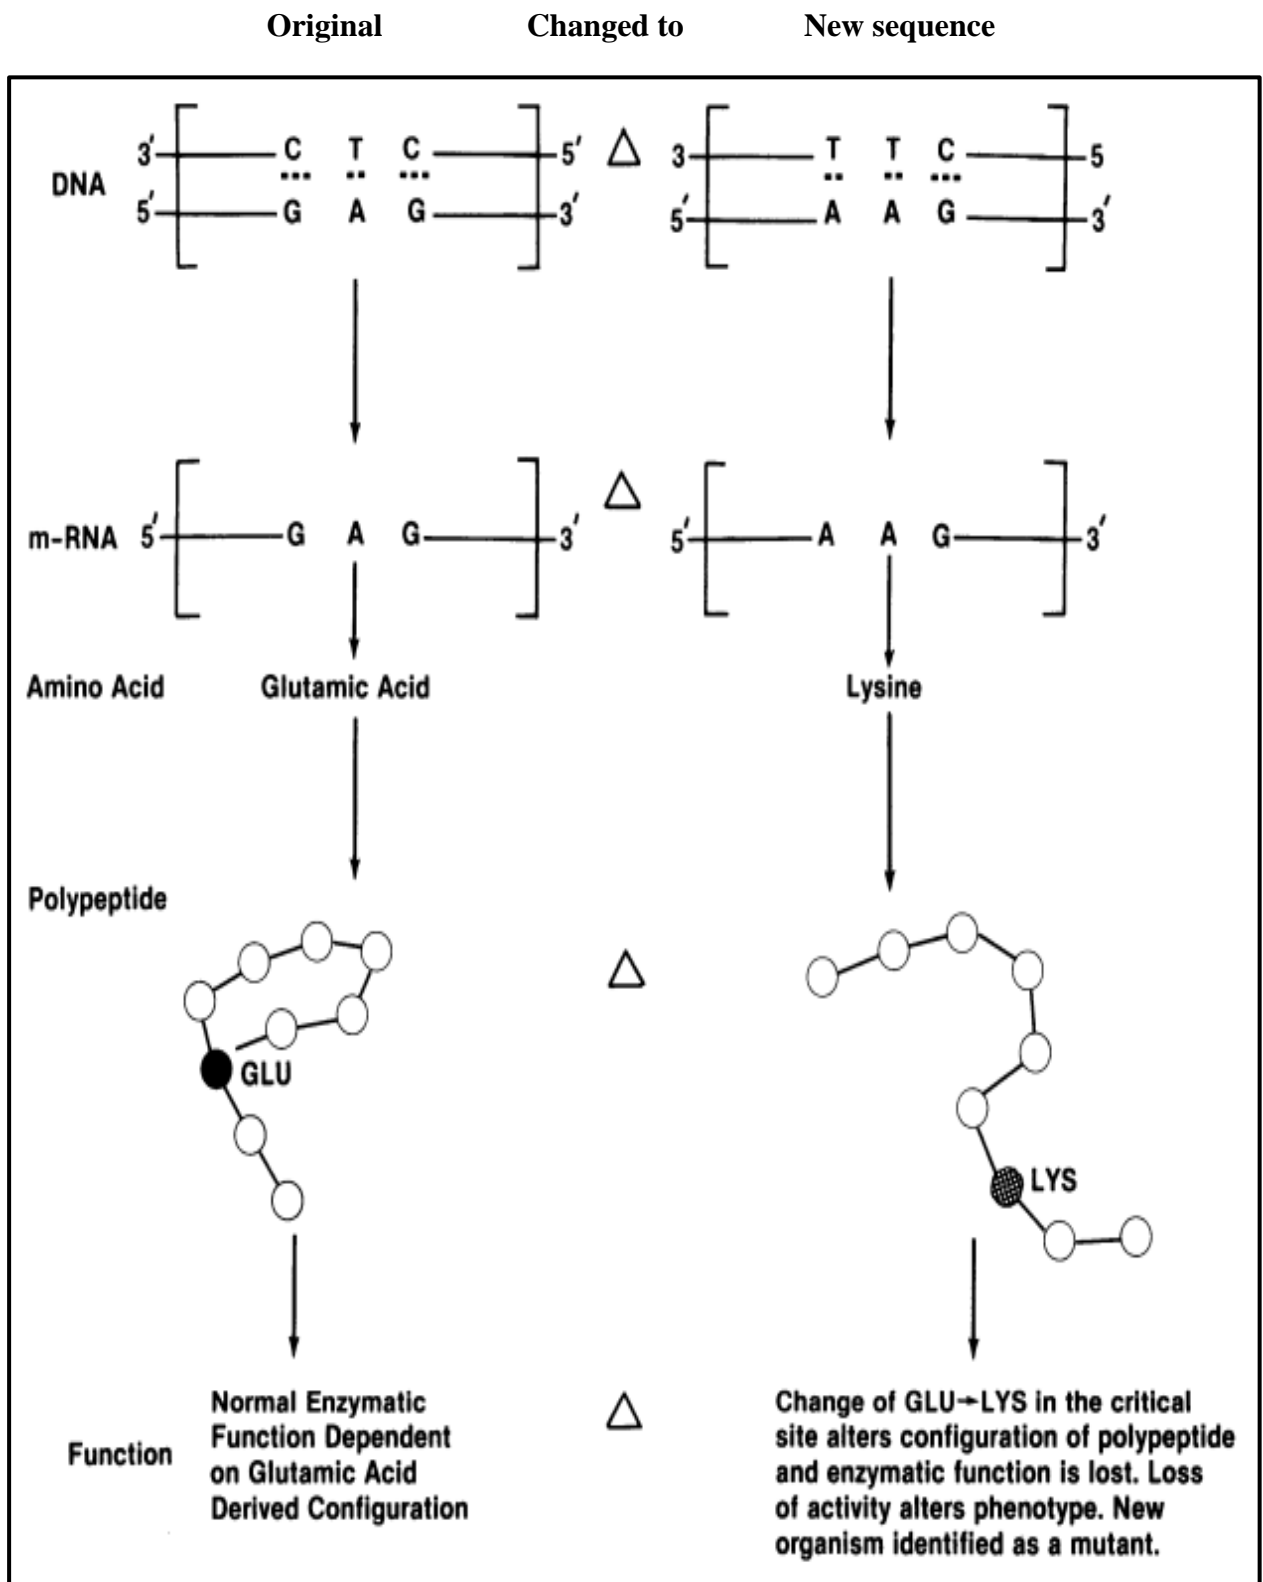 Original Changed to New sequence
3' C T C 5' △ 3 T T C 5
DNA
5' G A G 3' 5' A A G 3'
△
m-RNA 5' G A G 3' 5' A A G 3'
Amino Acid Glutamic Acid Lysine
Polypeptide
△
GLU
LYS
Normal Enzymatic
Function Dependent
on Glutamic Acid
Derived Configuration
Function
△
Change of GLU→LYS in the critical
site alters configuration of polypeptide
and enzymatic function is lost. Loss
of activity alters phenotype. New
organism identified as a mutant.